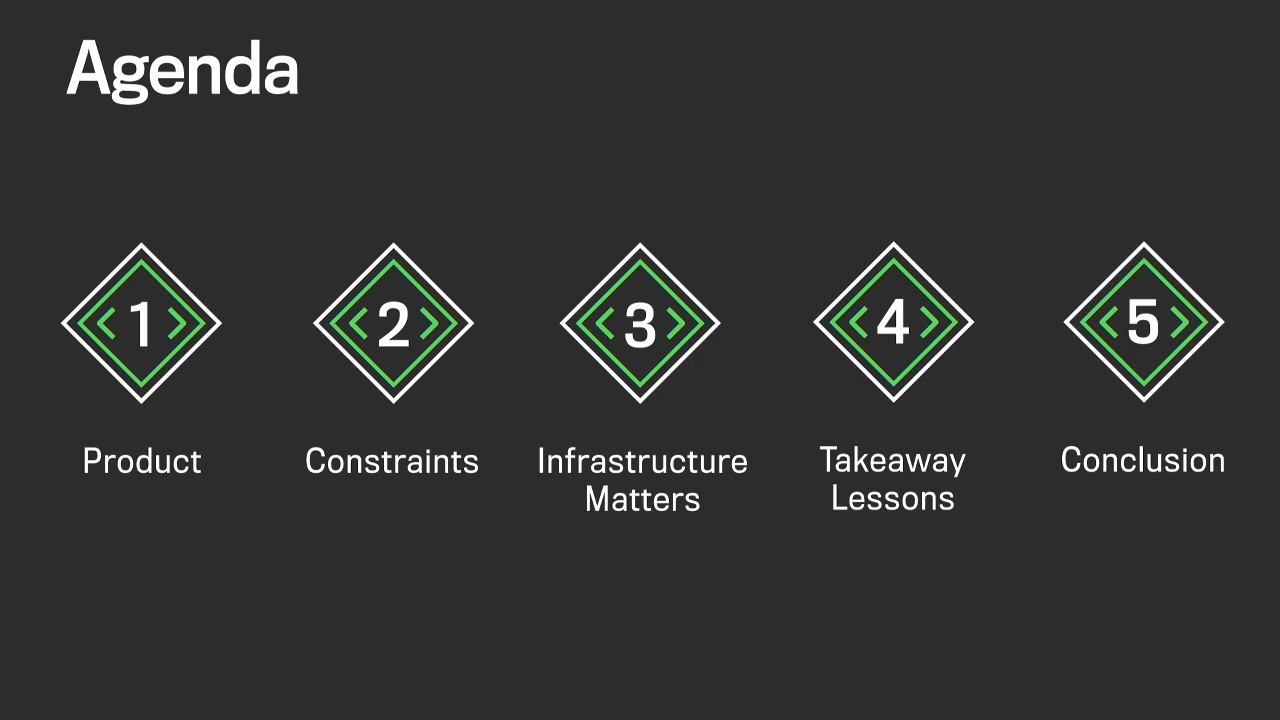 Agenda
<1>
<2>
<3>
<4>
<5>
Product
Constraints
Infrastructure
Matters
Takeaway
Lessons
Conclusion